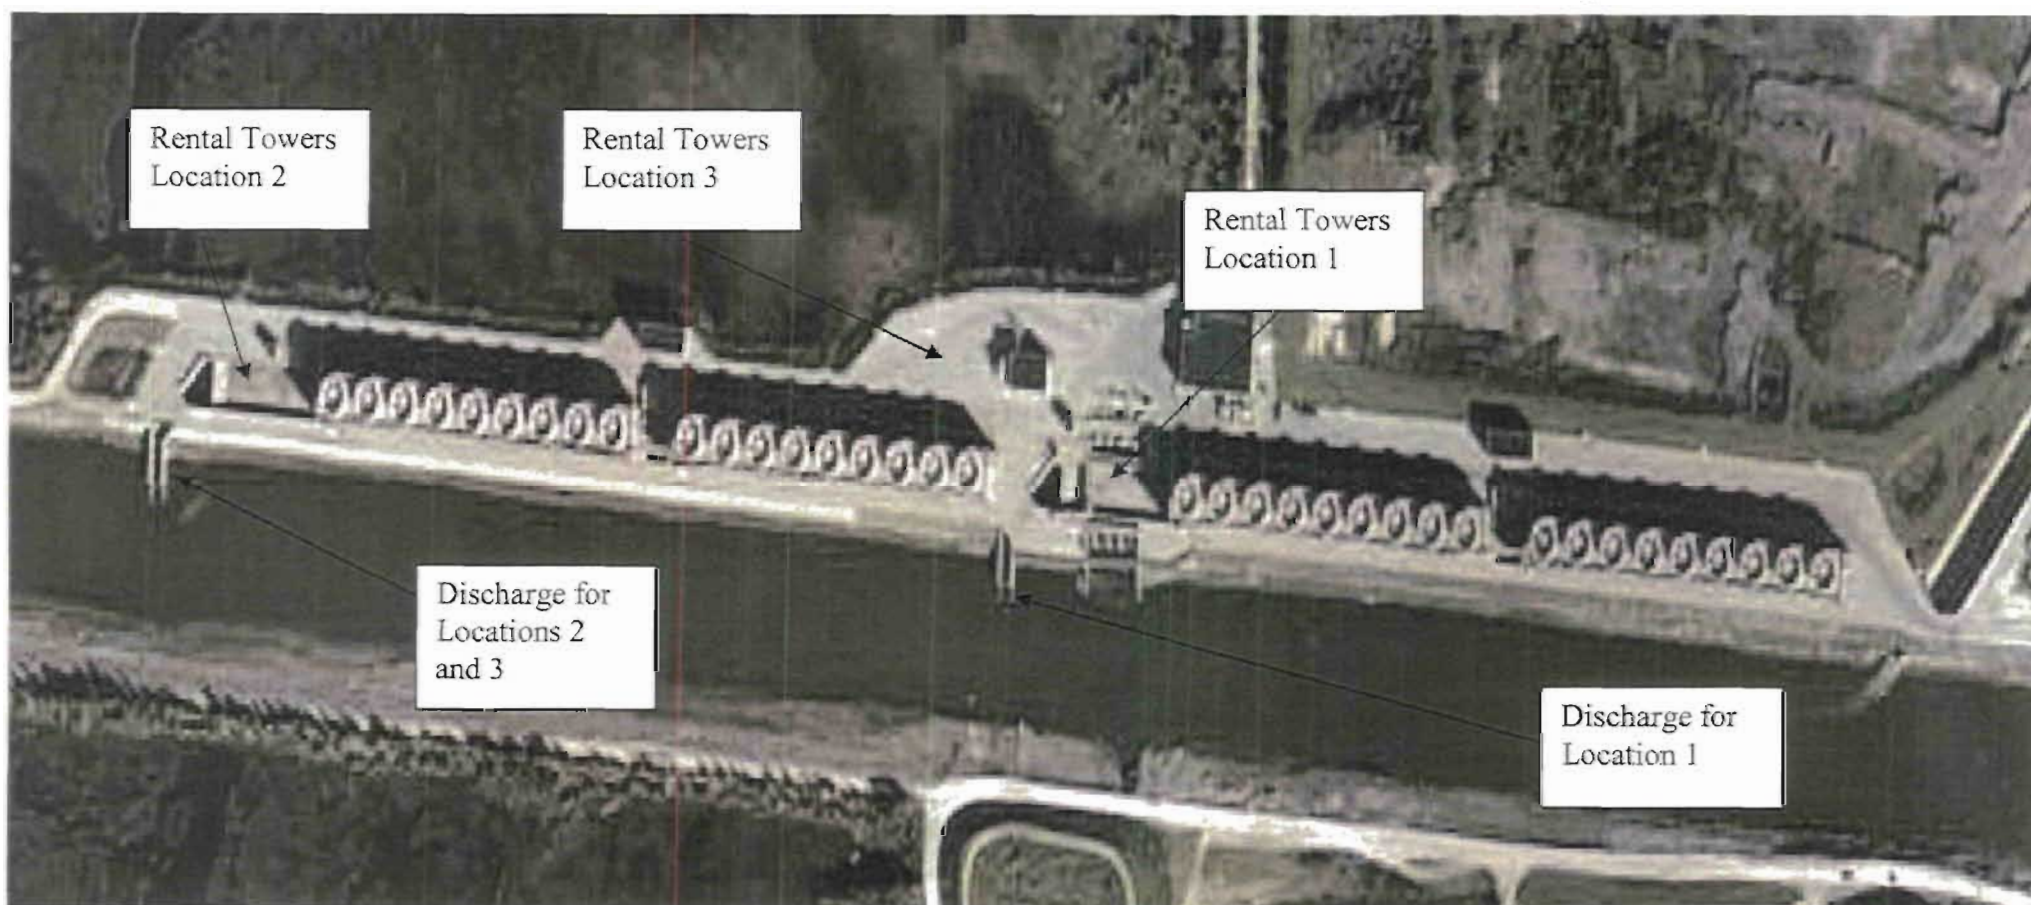 Rental Towers
Location 2
Rental Towers
Location 3
Rental Towers
Location 1
Discharge for
Locations 2
and 3
Discharge for
Location 1